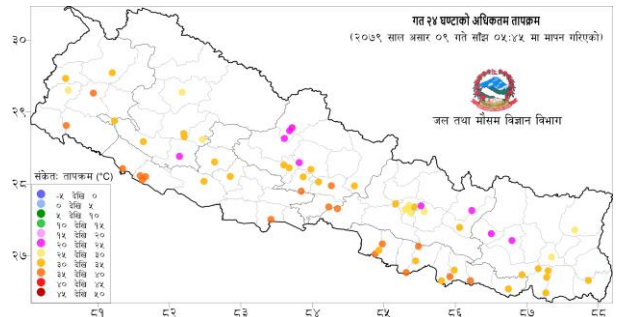 गत २४ घण्टाको अधिकतम तापक्रम
(२०७९ साल असार ०९ गते साँझ ०५:४५ मा मापन गरिएको)
जल तथा मौसम विज्ञान विभाग
३०
२९
२८
२७
संकेत: तापक्रम (°C)
-५ देखि ०
० देखि ५
५ देखि १०
१० देखि १५
१५ देखि २०
२० देखि २५
२५ देखि ३०
३० देखि ३५
३५ देखि ४०
४० देखि ४५
४५ देखि ५०
८१ ८२ ८३ ८४ ८५ ८६ ८७ ८८